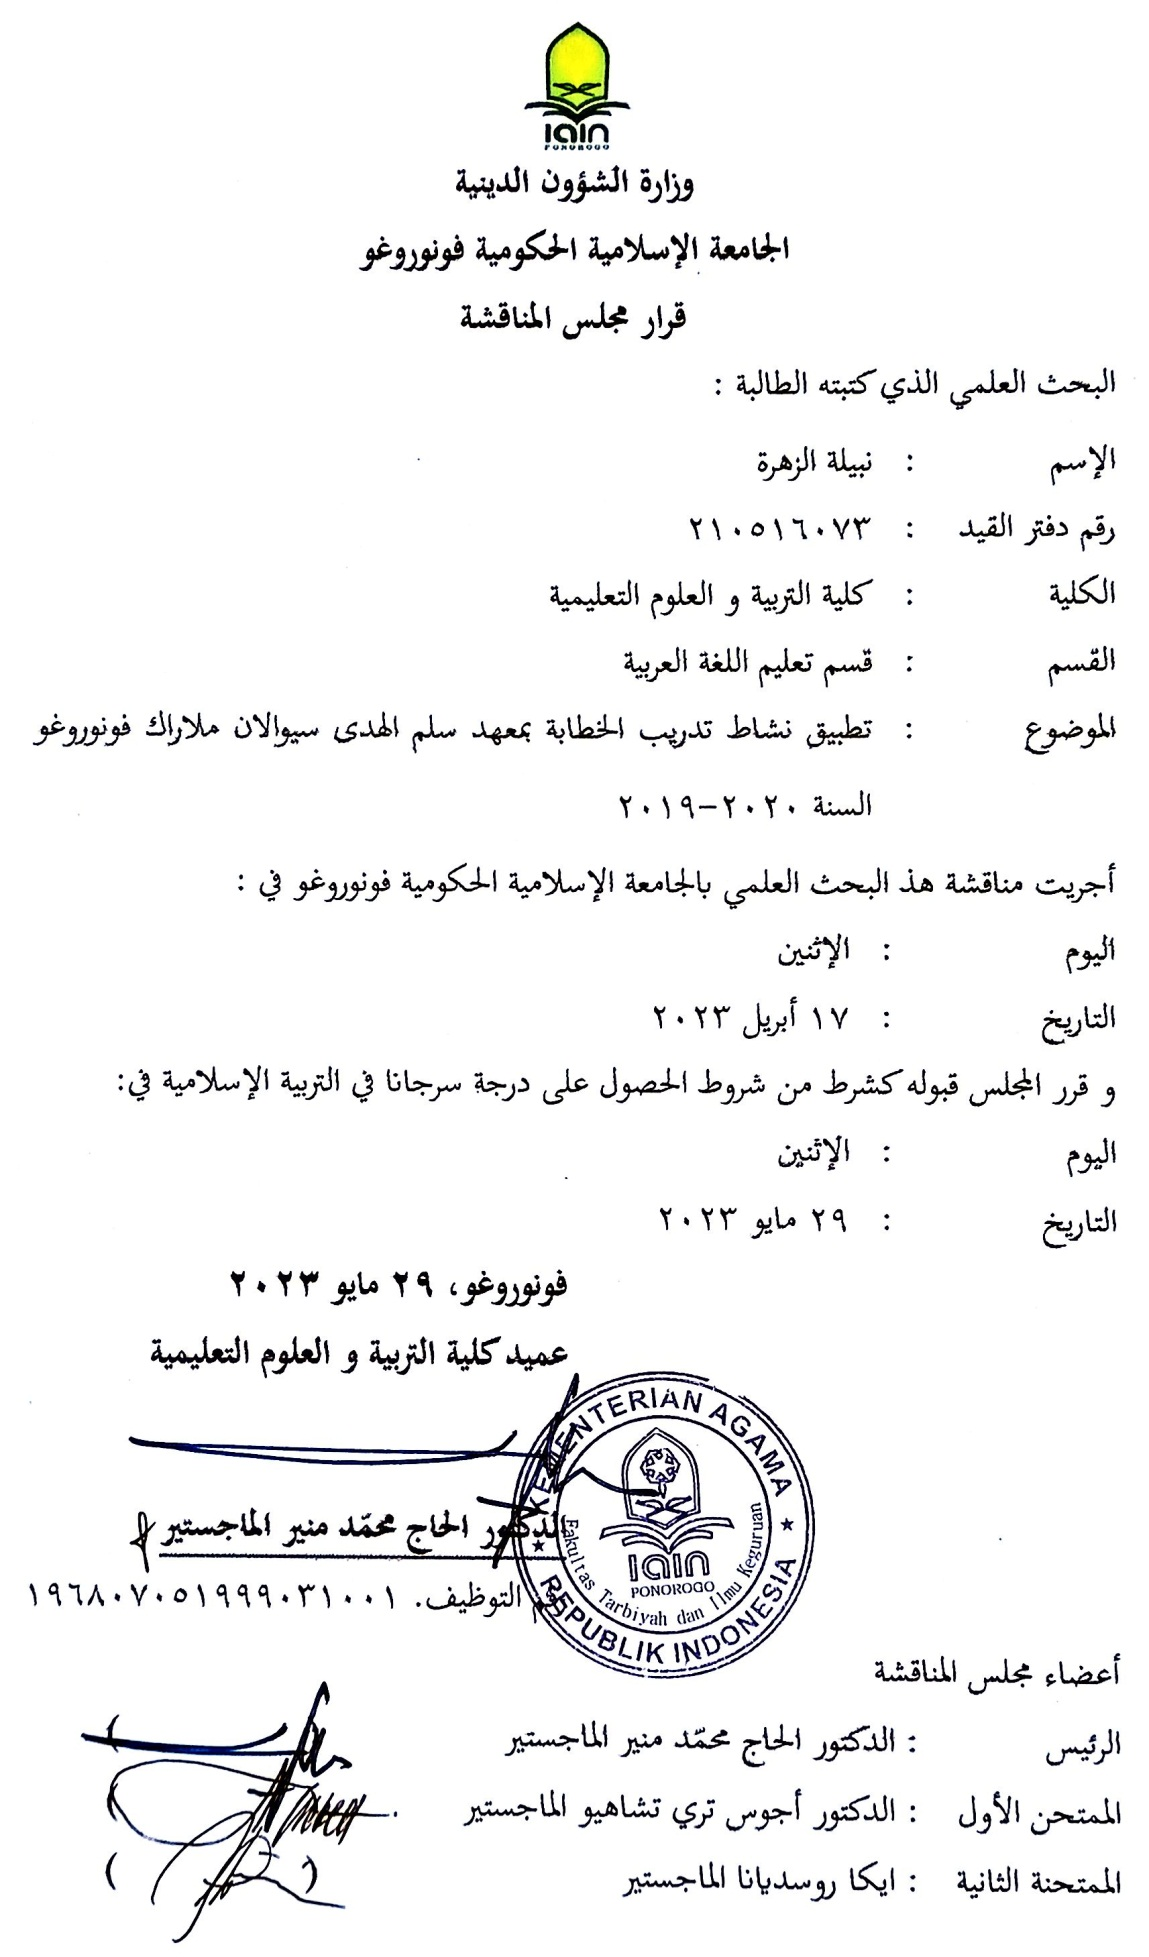 iain
PONOROGO
وزارة الشؤون الدينية
الجامعة الإسلامية الحكومية فونوروغو
قرار مجلس المناقشة
البحث العلمي الذي كتبته الطالبة :
الإسم : نبيلة الزهرة
رقم دفتر القيد : ٢١٠٥١٦٠٧٣
الكلية : كلية التربية و العلوم التعليمية
القسم : قسم تعليم اللغة العربية
الموضوع : تطبيق نشاط تدريب الخطابة بمعهد سلم الهدى سيوالان ملاراك فونوروغو
السنة ٢٠٢٠-٢٠١٩
أجريت مناقشة هذ البحث العلمي بالجامعة الإسلامية الحكومية فونوروغو في :
اليوم : الإثنين
التاريخ : ١٧ أبريل ٢٠٢٣
و قرر المجلس قبوله كشرط من شروط الحصول على درجة سرجانا في التربية الإسلامية في:
اليوم : الإثنين
التاريخ : ٢٩ مايو ٢٠٢٣
فونوروغو، ٢٩ مايو ٢٠٢٣
عميد كلية التربية و العلوم التعليمية
KEMENTERIAN AGAMA
iain
PONOROGO
Fakultas Tarbiyah dan Ilmu Keguruan
REPUBLIK INDONESIA
الدكتور الحاج محمّد منير الماجستير
رقم التوظيف. ١٩٦٨٠٧٠٥١٩٩٩٠٣١٠٠١
أعضاء مجلس المناقشة
الرئيس : الدكتور الحاج محمّد منير الماجستير (
الممتحن الأول : الدكتور أجوس تري تشاهيو الماجستير (
الممتحنة الثانية : ايكا روسديانا الماجستير ( )